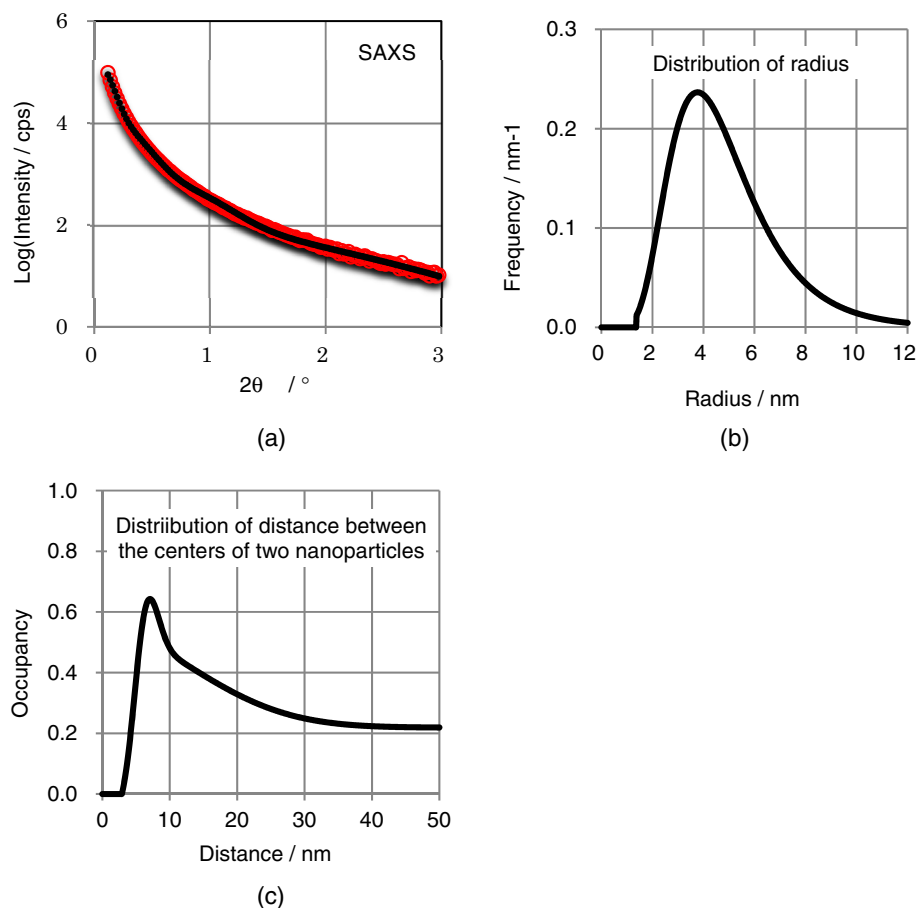 6
4
2
0
Log(Intensity / cps)
SAXS
0
1
2
3
2θ / °
(a)
0.3
0.2
0.1
0.0
Frequency / nm-1
Distribution of radius
0
2
4
6
8
10
12
Radius / nm
(b)
1.0
0.8
0.6
0.4
0.2
0.0
Occupancy
Distriibution of distance between
the centers of two nanoparticles
0
10
20
30
40
50
Distance / nm
(c)